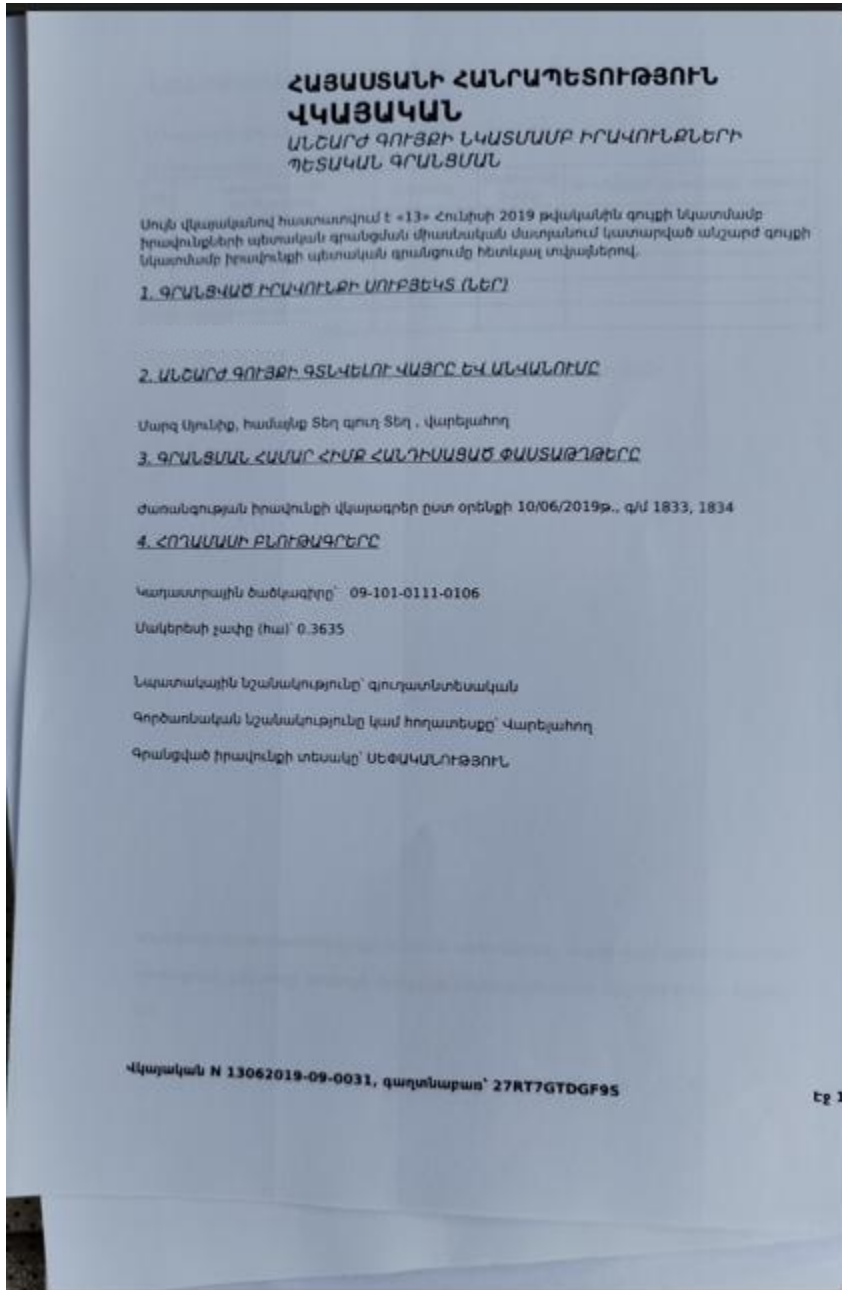 ՀԱՅԱՍՏԱՆԻ ՀԱՆՐԱՊԵՏՈՒԹՅՈՒՆ
ՎԿԱՅԱԿԱՆ
ԱՆՇԱՐԺ ԳՈՒՅՔԻ ՆԿԱՏՄԱՄԲ ԻՐԱՎՈՒՆՔՆԵՐԻ
ՊԵՏԱԿԱՆ ԳՐԱՆՑՄԱՆ
Սույն վկայականով հաստատվում է «13» Հունիսի 2019 թվականին գույքի նկատմամբ
իրավունքների պետական գրանցման միասնական մատյանում կատարված անշարժ գույքի
նկատմամբ իրավունքի պետական գրանցումը հետևյալ տվյալներով.
1. ԳՐԱՆՑՎԱԾ ԻՐԱՎՈՒՆՔԻ ՍՈՒԲՅԵԿՏ (ՆԵՐ)
2. ԱՆՇԱՐԺ ԳՈՒՅՔԻ ԳՏՆՎԵԼՈՒ ՎԱՅՐԸ ԵՎ ԱՆՎԱՆՈՒՄԸ
Մարզ Սյունիք, համայնք Տեղ գյուղ Տեղ , վարելահող
3. ԳՐԱՆՑՄԱՆ ՀԱՄԱՐ ՀԻՄՔ ՀԱՆԴԻՍԱՑԱԾ ՓԱՍՏԱԹՂԹԵՐԸ
Ժառանգության իրավունքի վկայագրեր ըստ օրենքի 10/06/2019թ., գ/մ 1833, 1834
4. ՀՈՂԱՄԱՍԻ ԲՆՈՒԹԱԳՐԵՐԸ
Կադաստրային ծածկագիրը՝ 09-101-0111-0106
Մակերեսի չափը (հա)՝ 0.3635
Նպատակային նշանակությունը՝ գյուղատնտեսական
Գործառնական նշանակությունը կամ հողատեսքը՝ Վարելահող
Գրանցված իրավունքի տեսակը՝ ՍԵՓԱԿԱՆՈՒԹՅՈՒՆ
Վկայական N 13062019-09-0031, գաղտնաբառ՝ 27RT7GTDGF9S
Էջ 1